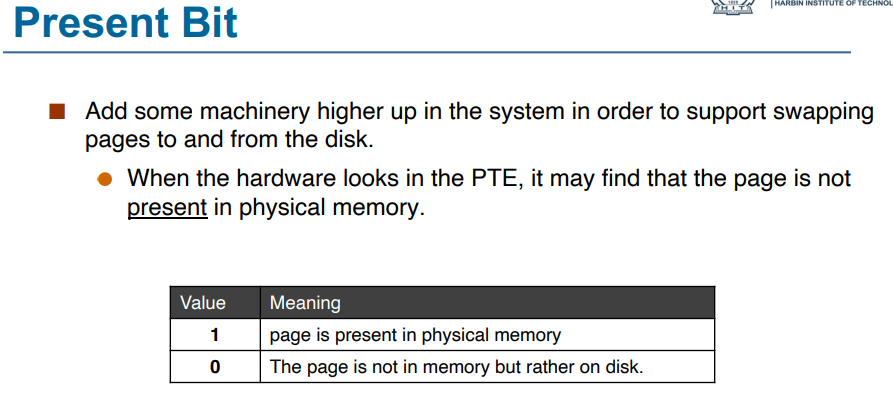 HARBIN INSTITUTE OF TECHNOL
Present Bit
Add some machinery higher up in the system in order to support swapping
pages to and from the disk.
When the hardware looks in the PTE, it may find that the page is not
present in physical memory.
Value Meaning
1 page is present in physical memory
0 The page is not in memory but rather on disk.